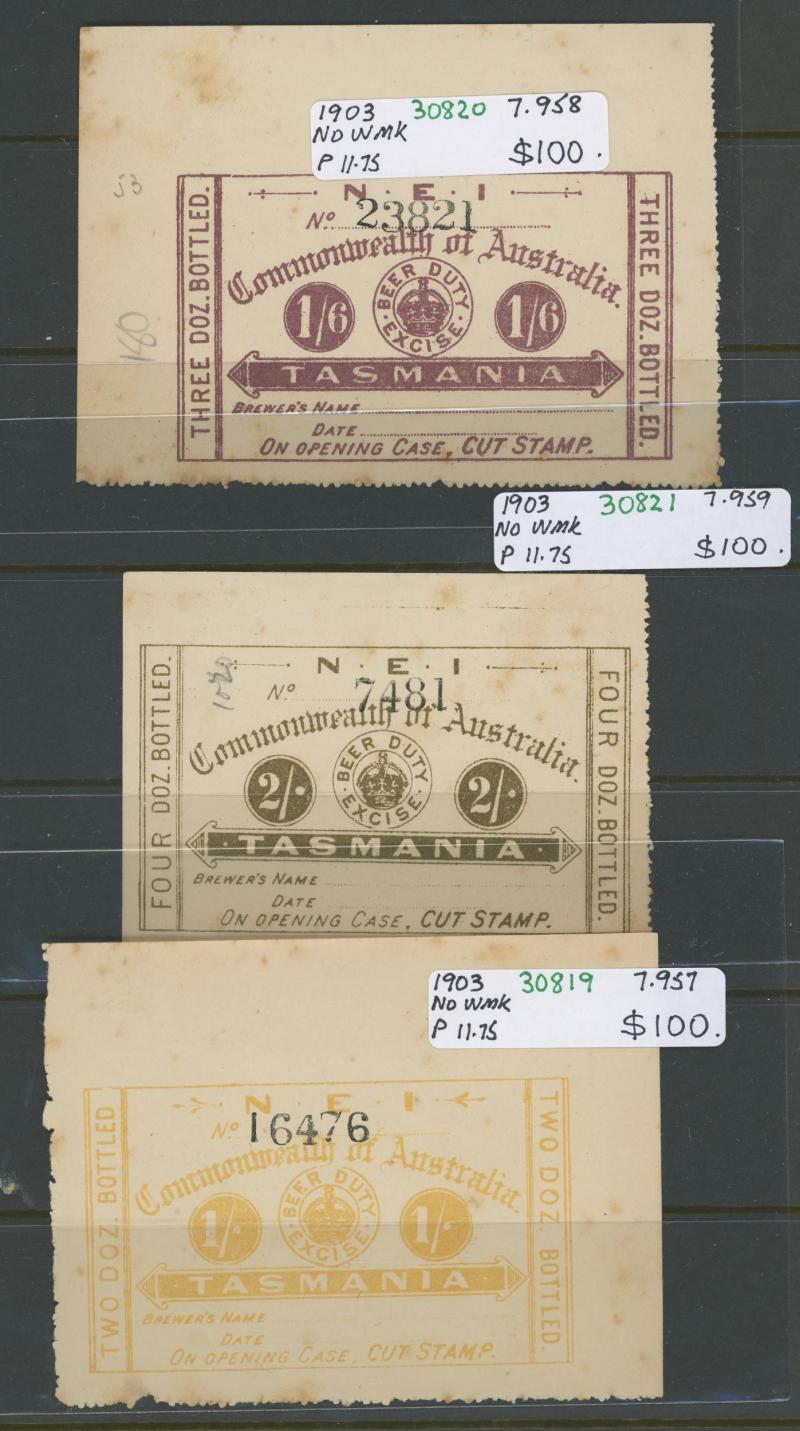 1903 30820 7.958
NO WMK
P 11.75 $100.
53
180
THREE DOZ. BOTTLED.
N . E . I
No 23821
Commonwealth of Australia.
1/6 BEER DUTY · EXCISE · 1/6
TASMANIA
BREWER'S NAME
DATE
ON OPENING CASE, CUT STAMP.
THREE DOZ. BOTTLED.
1903 30821 7.959
NO WMK
P 11.75 $100.
FOUR DOZ. BOTTLED.
N . E . I
No 7481
Commonwealth of Australia.
2/- BEER DUTY · EXCISE · 2/-
· TASMANIA ·
BREWER'S NAME
DATE
ON OPENING CASE, CUT STAMP.
FOUR DOZ. BOTTLED.
1903 30819 7.957
NO WMK
P 11.75 $100.
TWO DOZ. BOTTLED
N . E . I
No 16476
Commonwealth of Australia.
1/- BEER DUTY · EXCISE · 1/-
· TASMANIA ·
BREWER'S NAME
DATE
ON OPENING CASE, CUT STAMP.
TWO DOZ. BOTTLED.